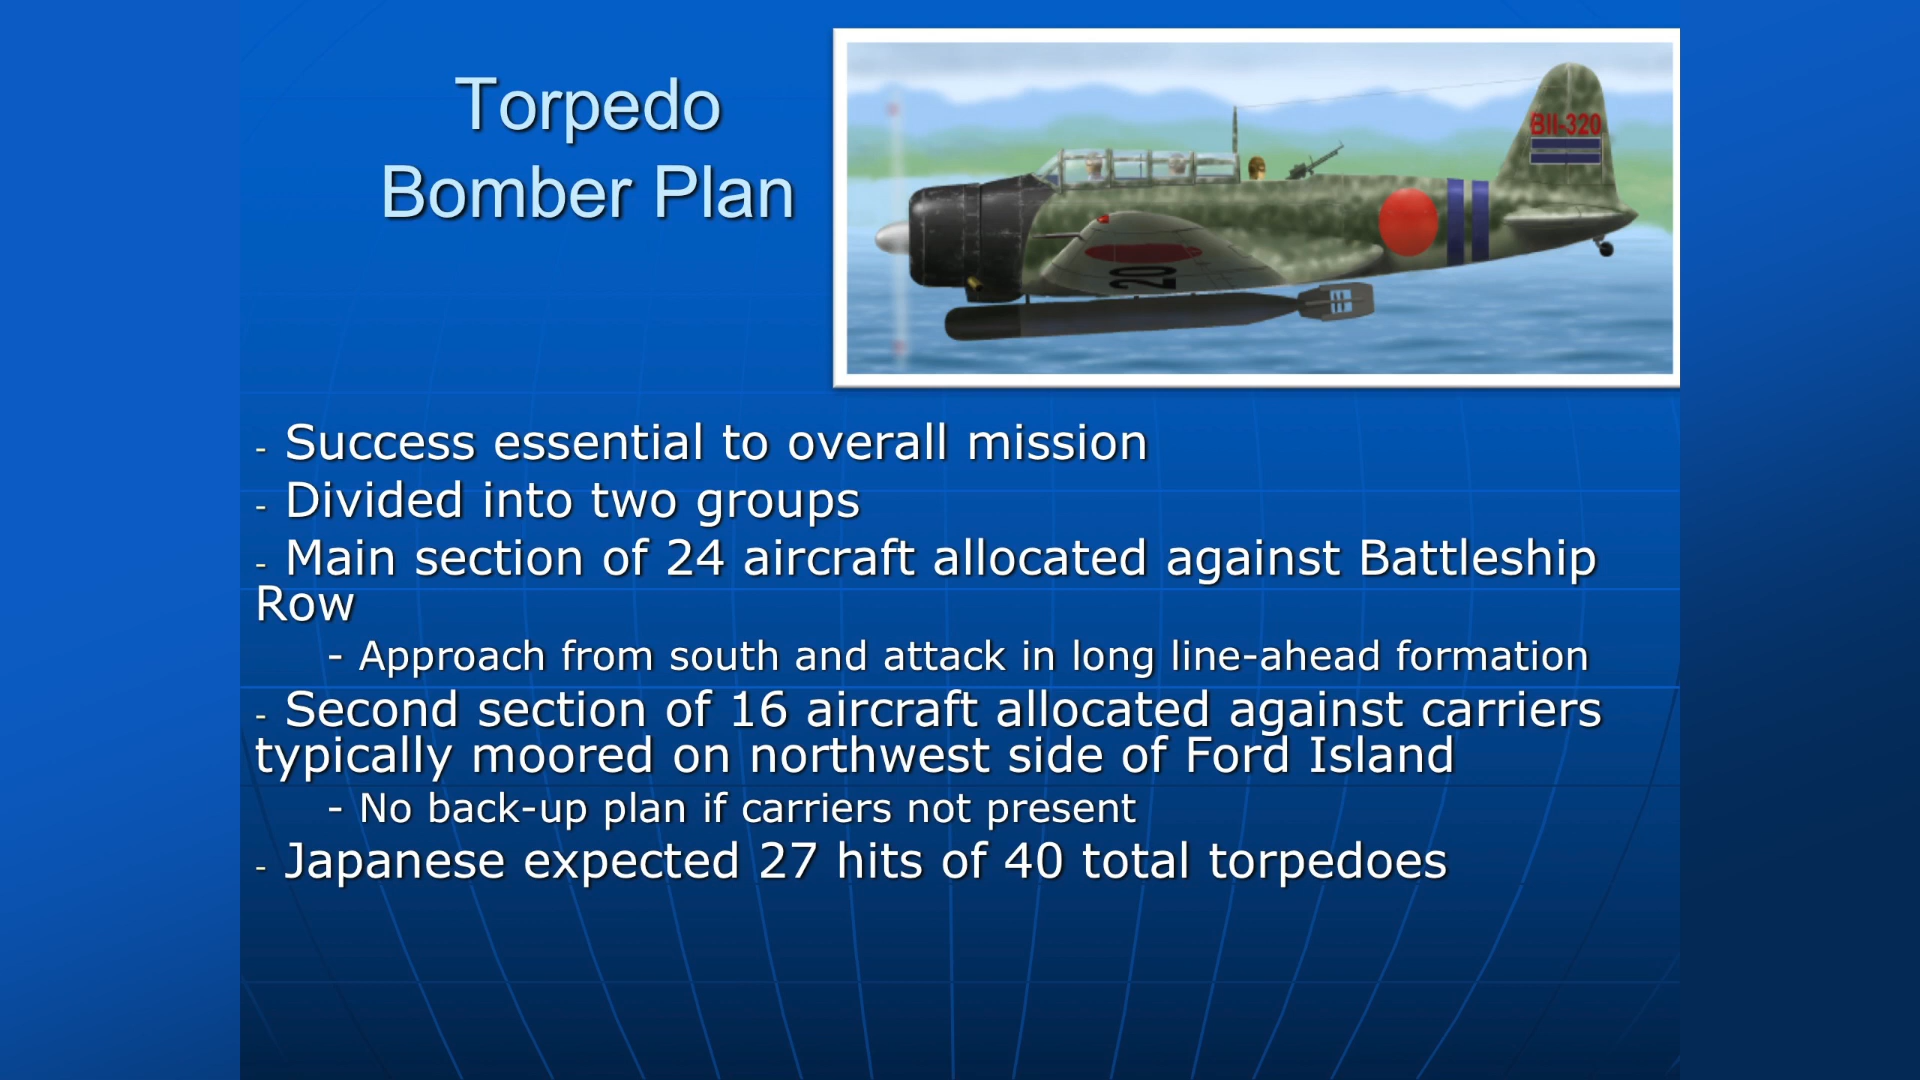 Torpedo
Bomber Plan
BII-320
20
- Success essential to overall mission
- Divided into two groups
- Main section of 24 aircraft allocated against Battleship
Row
- Approach from south and attack in long line-ahead formation
- Second section of 16 aircraft allocated against carriers
typically moored on northwest side of Ford Island
- No back-up plan if carriers not present
- Japanese expected 27 hits of 40 total torpedoes